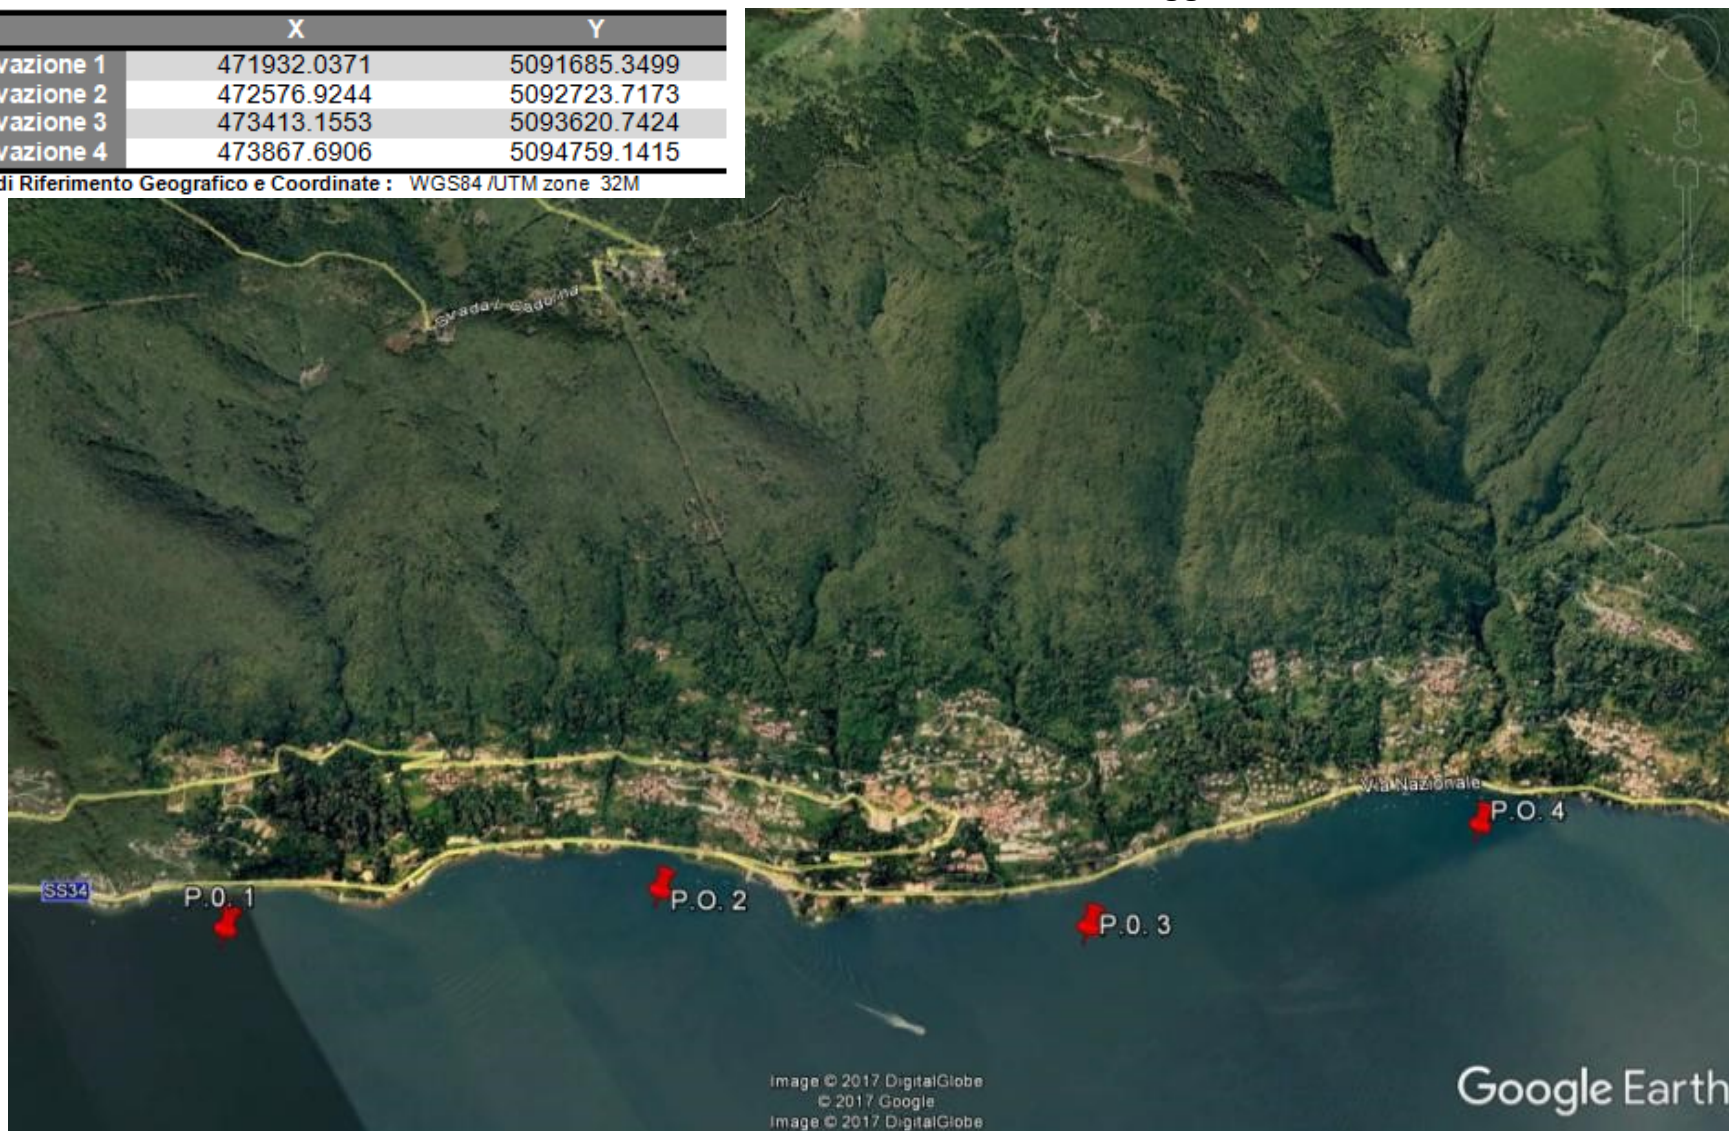 X Y
vazione 1 471932.0371 5091685.3499
vazione 2 472576.9244 5092723.7173
vazione 3 473413.1553 5093620.7424
vazione 4 473867.6906 5094759.1415
di Riferimento Geografico e Coordinate : WGS84 /UTM zone 32M
Via Nazionale
P.O. 4
SS34
P.0. 1
P.O. 2
P.0. 3
Image © 2017 DigitalGlobe
© 2017 Google
Image © 2017 DigitalGlobe
Google Earth